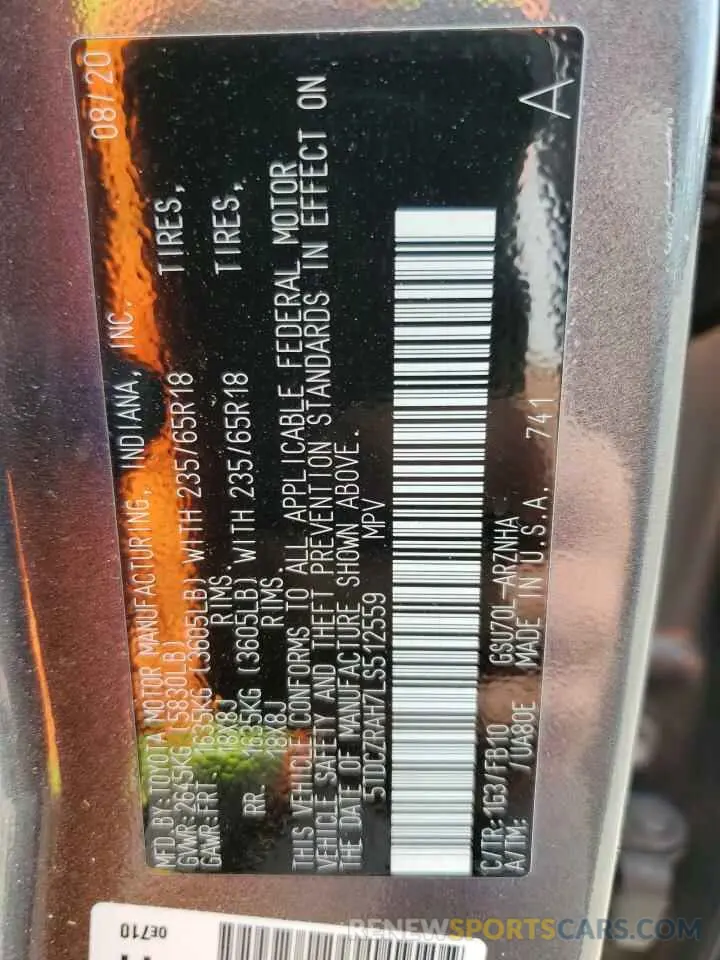 MFD.BY:TOYOTA MOTOR MANUFACTURING, INDIANA, INC. 08/20
GVWR:2645KG (5830LB)
GAWR:FRT. 1635KG (3605LB) WITH 235/65R18 TIRES,
18X8J RIMS.
RR. 1635KG (3605LB) WITH 235/65R18 TIRES,
18X8J RIMS.
THIS VEHICLE CONFORMS TO ALL APPLICABLE FEDERAL MOTOR
VEHICLE SAFETY AND THEFT PREVENTION STANDARDS IN EFFECT ON
THE DATE OF MANUFACTURE SHOWN ABOVE.
5TDCZRAH7LS512559 MPV
C/TR: 1G3/FB10 GSU70L-ARZNHA
A/TM: /UA80E MADE IN U.S.A. 741 A
0E710
RENEWSPORTSCARS.COM